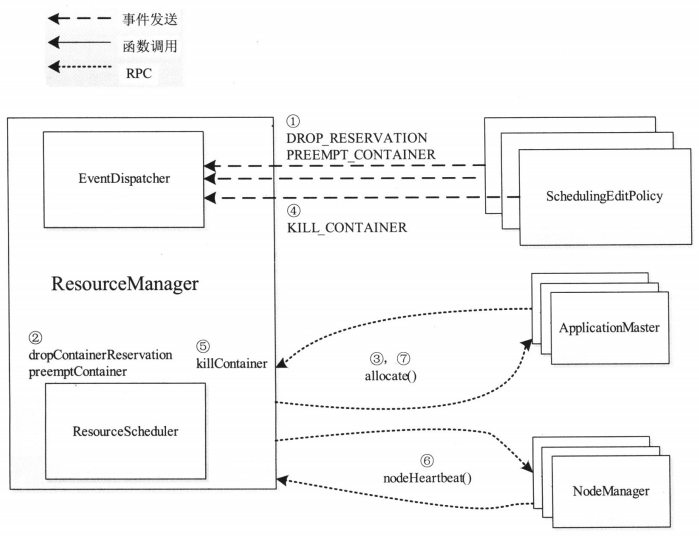 事件发送
函数调用
RPC
①
DROP_RESERVATION
PREEMPT_CONTAINER
EventDispatcher
SchedulingEditPolicy
④
KILL_CONTAINER
ResourceManager
ApplicationMaster
②
dropContainerReservation
preemptContainer
⑤
killContainer
③，⑦
allocate()
ResourceScheduler
⑥
nodeHeartbeat()
NodeManager